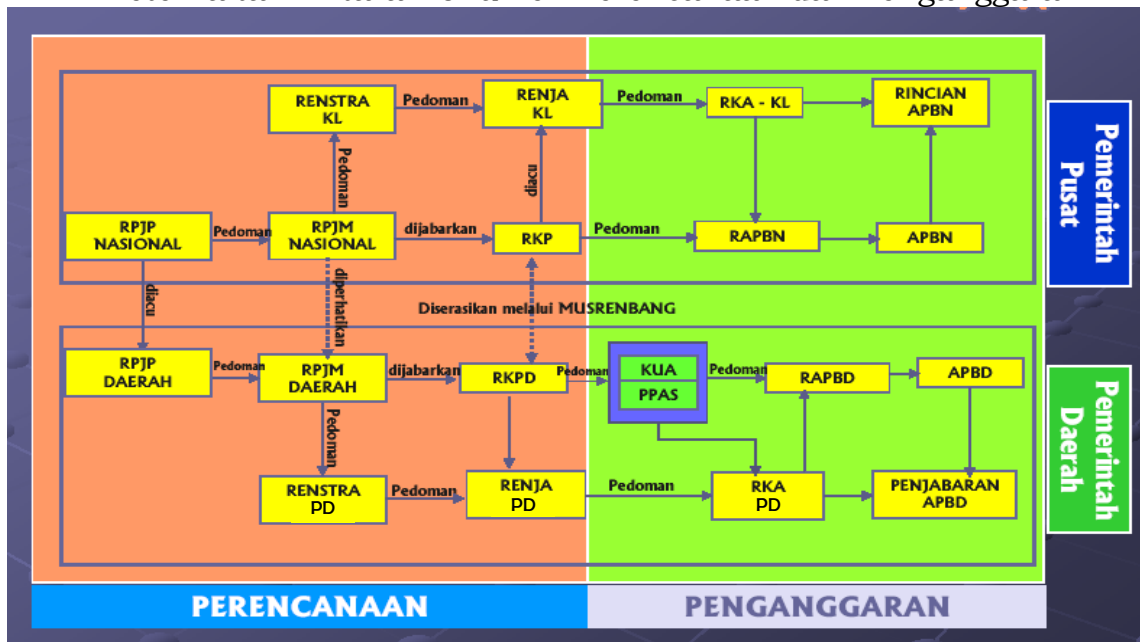 RENSTRA
KL
Pedoman
RENJA
KL
Pedoman
RKA - KL
RINCIAN
APBN
Pedoman
diacu
RPJP
NASIONAL
Pedoman
RPJM
NASIONAL
dijabarkan
RKP
Pedoman
RAPBN
APBN
Pemerintah
Pusat
diacu
diperhatikan
Diserasikan melalui MUSRENBANG
RPJP
DAERAH
Pedoman
RPJM
DAERAH
dijabarkan
RKPD
Pedoman
KUA
PPAS
Pedoman
RAPBD
APBD
Pedoman
RENSTRA
PD
Pedoman
RENJA
PD
Pedoman
RKA
PD
PENJABARAN
APBD
Pemerintah
Daerah
PERENCANAAN
PENGANGGARAN